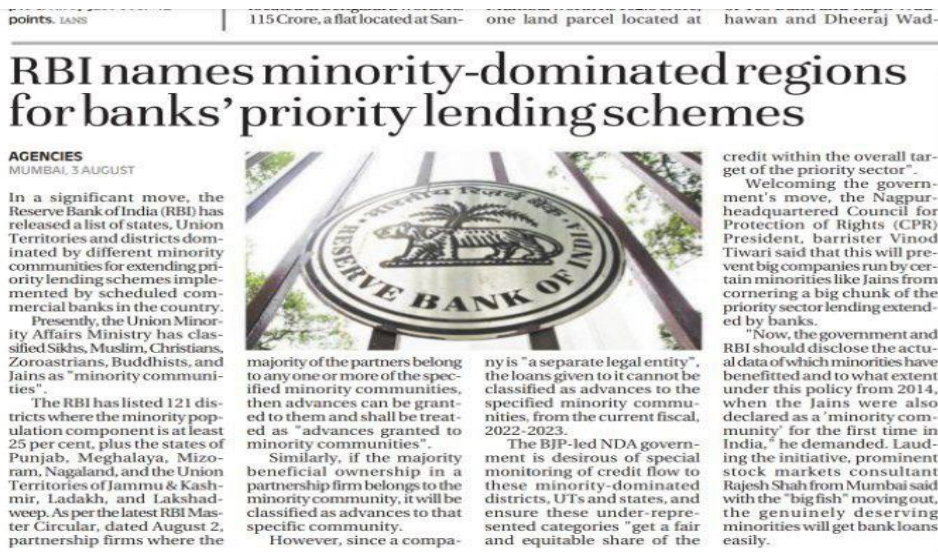 points. IANS
115 Crore, a flat located at San-
one land parcel located at
hawan and Dheeraj Wad-
RBI names minority-dominated regions
for banks' priority lending schemes
AGENCIES
MUMBAI, 3 AUGUST
In a significant move, the
Reserve Bank of India (RBI) has
released a list of states, Union
Territories and districts dom-
inated by different minority
communities for extending pri-
ority lending schemes imple-
mented by scheduled com-
mercial banks in the country.
Presently, the Union Minor-
ity Affairs Ministry has clas-
sified Sikhs, Muslim, Christians,
Zoroastrians, Buddhists, and
Jains as "minority communi-
ties".
The RBI has listed 121 dis-
tricts where the minority pop-
ulation component is at least
25 per cent, plus the states of
Punjab, Meghalaya, Mizo-
ram, Nagaland, and the Union
Territories of Jammu & Kash-
mir, Ladakh, and Lakshad-
weep. As per the latest RBI Mas-
ter Circular, dated August 2,
partnership firms where the
भारतीय रिज़र्व बैंक
RESERVE BANK OF INDIA
majority of the partners belong
to any one or more of the spec-
ified minority communities,
then advances can be grant-
ed to them and shall be treat-
ed as "advances granted to
minority communities".
Similarly, if the majority
beneficial ownership in a
partnership firm belongs to the
minority community, it will be
classified as advances to that
specific community.
However, since a compa-
ny is "a separate legal entity",
the loans given to it cannot be
classified as advances to the
specified minority commu-
nities, from the current fiscal,
2022-2023.
The BJP-led NDA govern-
ment is desirous of special
monitoring of credit flow to
these minority-dominated
districts, UTs and states, and
ensure these under-repre-
sented categories "get a fair
and equitable share of the
credit within the overall tar-
get of the priority sector".
Welcoming the govern-
ment's move, the Nagpur-
headquartered Council for
Protection of Rights (CPR)
President, barrister Vinod
Tiwari said that this will pre-
vent big companies run by cer-
tain minorities like Jains from
cornering a big chunk of the
priority sector lending extend-
ed by banks.
"Now, the government and
RBI should disclose the actu-
al data of which minorities have
benefitted and to what extent
under this policy from 2014,
when the Jains were also
declared as a 'minority com-
munity' for the first time in
India," he demanded. Laud-
ing the initiative, prominent
stock markets consultant
Rajesh Shah from Mumbai said
with the "big fish" moving out,
the genuinely deserving
minorities will get bank loans
easily.